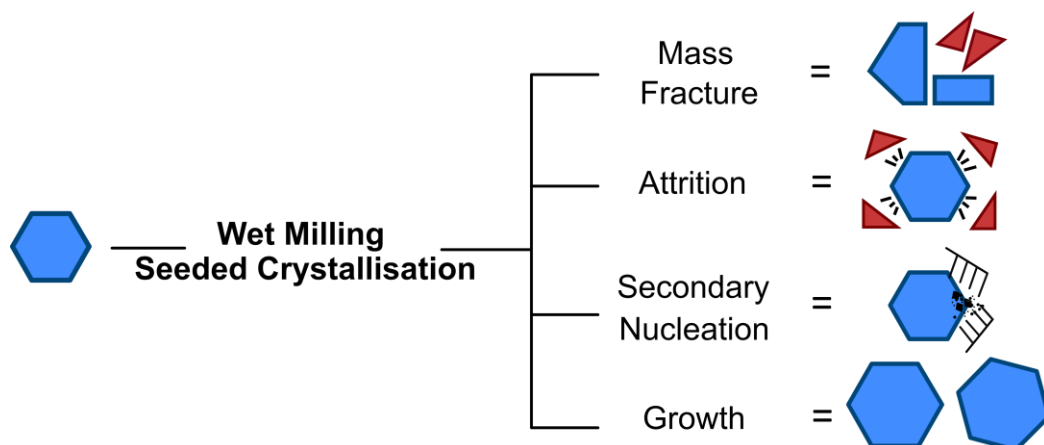 Mass
Fracture =
Attrition =
Wet Milling
Seeded Crystallisation
Secondary
Nucleation =
Growth =